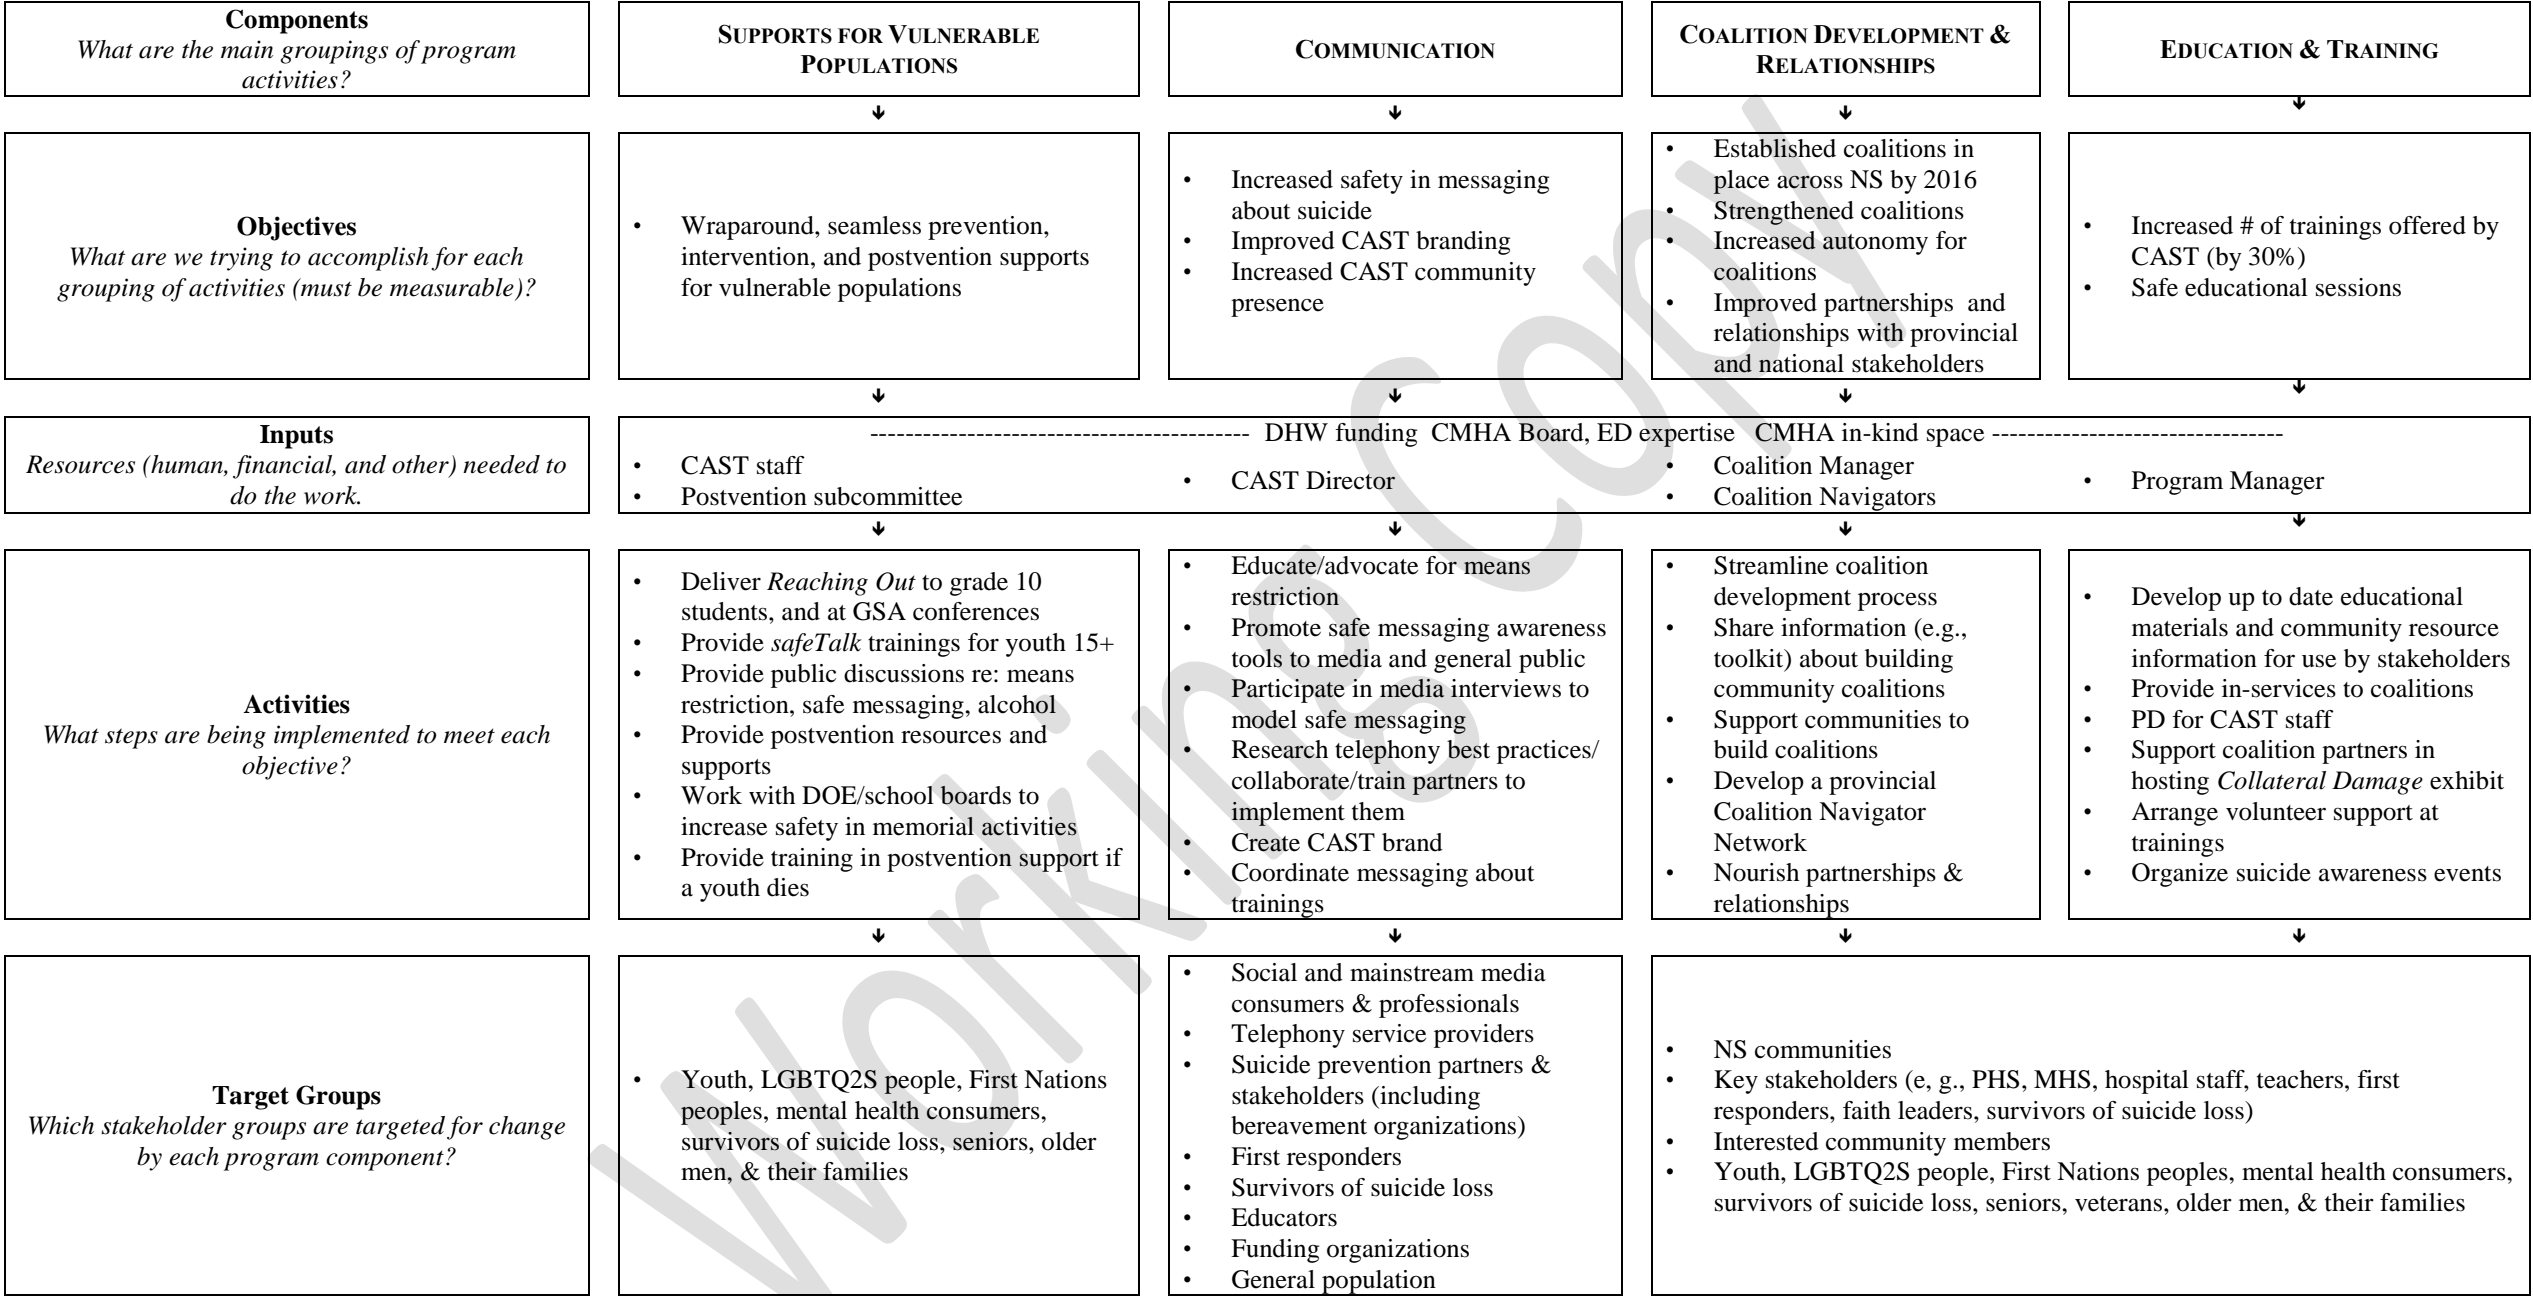 Components
What are the main groupings of program
activities?
SUPPORTS FOR VULNERABLE
POPULATIONS
COMMUNICATION
COALITION DEVELOPMENT &
RELATIONSHIPS
EDUCATION & TRAINING
Objectives
What are we trying to accomplish for each
grouping of activities (must be measurable)?
• Wraparound, seamless prevention,
intervention, and postvention supports
for vulnerable populations
• Increased safety in messaging
about suicide
• Improved CAST branding
• Increased CAST community
presence
• Established coalitions in
place across NS by 2016
• Strengthened coalitions
• Increased autonomy for
coalitions
• Improved partnerships and
relationships with provincial
and national stakeholders
• Increased # of trainings offered by
CAST (by 30%)
• Safe educational sessions
Inputs
Resources (human, financial, and other) needed to
do the work.
------------------------------------------- DHW funding CMHA Board, ED expertise CMHA in-kind space ---------------------------------
• CAST staff
• Postvention subcommittee
• CAST Director
• Coalition Manager
• Coalition Navigators
• Program Manager
Activities
What steps are being implemented to meet each
objective?
• Deliver Reaching Out to grade 10
students, and at GSA conferences
• Provide safeTalk trainings for youth 15+
• Provide public discussions re: means
restriction, safe messaging, alcohol
• Provide postvention resources and
supports
• Work with DOE/school boards to
increase safety in memorial activities
• Provide training in postvention support if
a youth dies
• Educate/advocate for means
restriction
• Promote safe messaging awareness
tools to media and general public
• Participate in media interviews to
model safe messaging
• Research telephony best practices/
collaborate/train partners to
implement them
• Create CAST brand
• Coordinate messaging about
trainings
• Streamline coalition
development process
• Share information (e.g.,
toolkit) about building
community coalitions
• Support communities to
build coalitions
• Develop a provincial
Coalition Navigator
Network
• Nourish partnerships &
relationships
• Develop up to date educational
materials and community resource
information for use by stakeholders
• Provide in-services to coalitions
• PD for CAST staff
• Support coalition partners in
hosting Collateral Damage exhibit
• Arrange volunteer support at
trainings
• Organize suicide awareness events
Target Groups
Which stakeholder groups are targeted for change
by each program component?
• Youth, LGBTQ2S people, First Nations
peoples, mental health consumers,
survivors of suicide loss, seniors, older
men, & their families
• Social and mainstream media
consumers & professionals
• Telephony service providers
• Suicide prevention partners &
stakeholders (including
bereavement organizations)
• First responders
• Survivors of suicide loss
• Educators
• Funding organizations
• General population
• NS communities
• Key stakeholders (e, g., PHS, MHS, hospital staff, teachers, first
responders, faith leaders, survivors of suicide loss)
• Interested community members
• Youth, LGBTQ2S people, First Nations peoples, mental health consumers,
survivors of suicide loss, seniors, veterans, older men, & their families
Working Copy